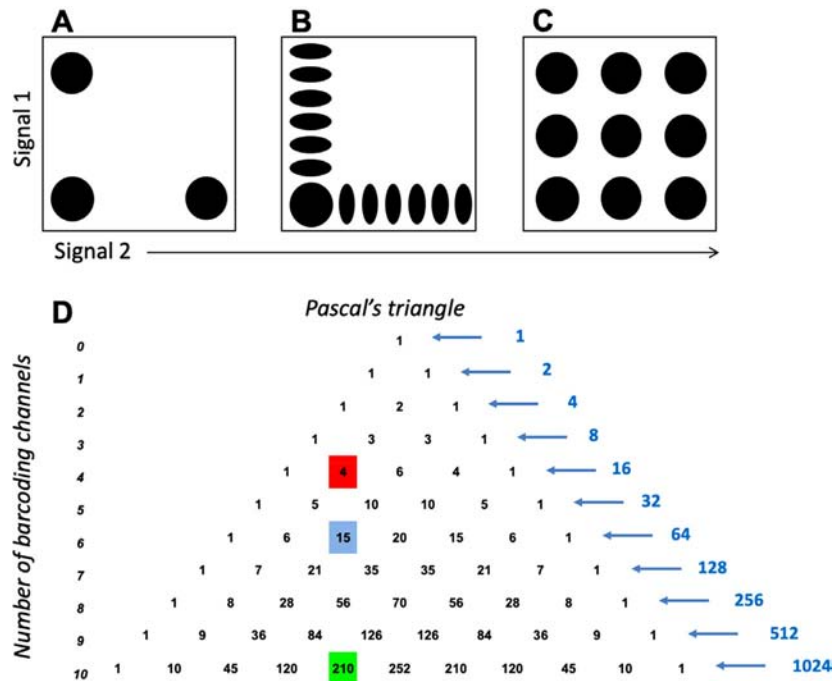 A
B
C
Signal 1
Signal 2
D
Pascal's triangle
Number of barcoding channels
0 1 1
1 1 1 2
2 1 2 1 4
3 1 3 3 1 8
4 1 4 6 4 1 16
5 1 5 10 10 5 1 32
6 1 6 15 20 15 6 1 64
7 1 7 21 35 35 21 7 1 128
8 1 8 28 56 70 56 28 8 1 256
9 1 9 36 84 126 126 84 36 9 1 512
10 1 10 45 120 210 252 210 120 45 10 1 1024